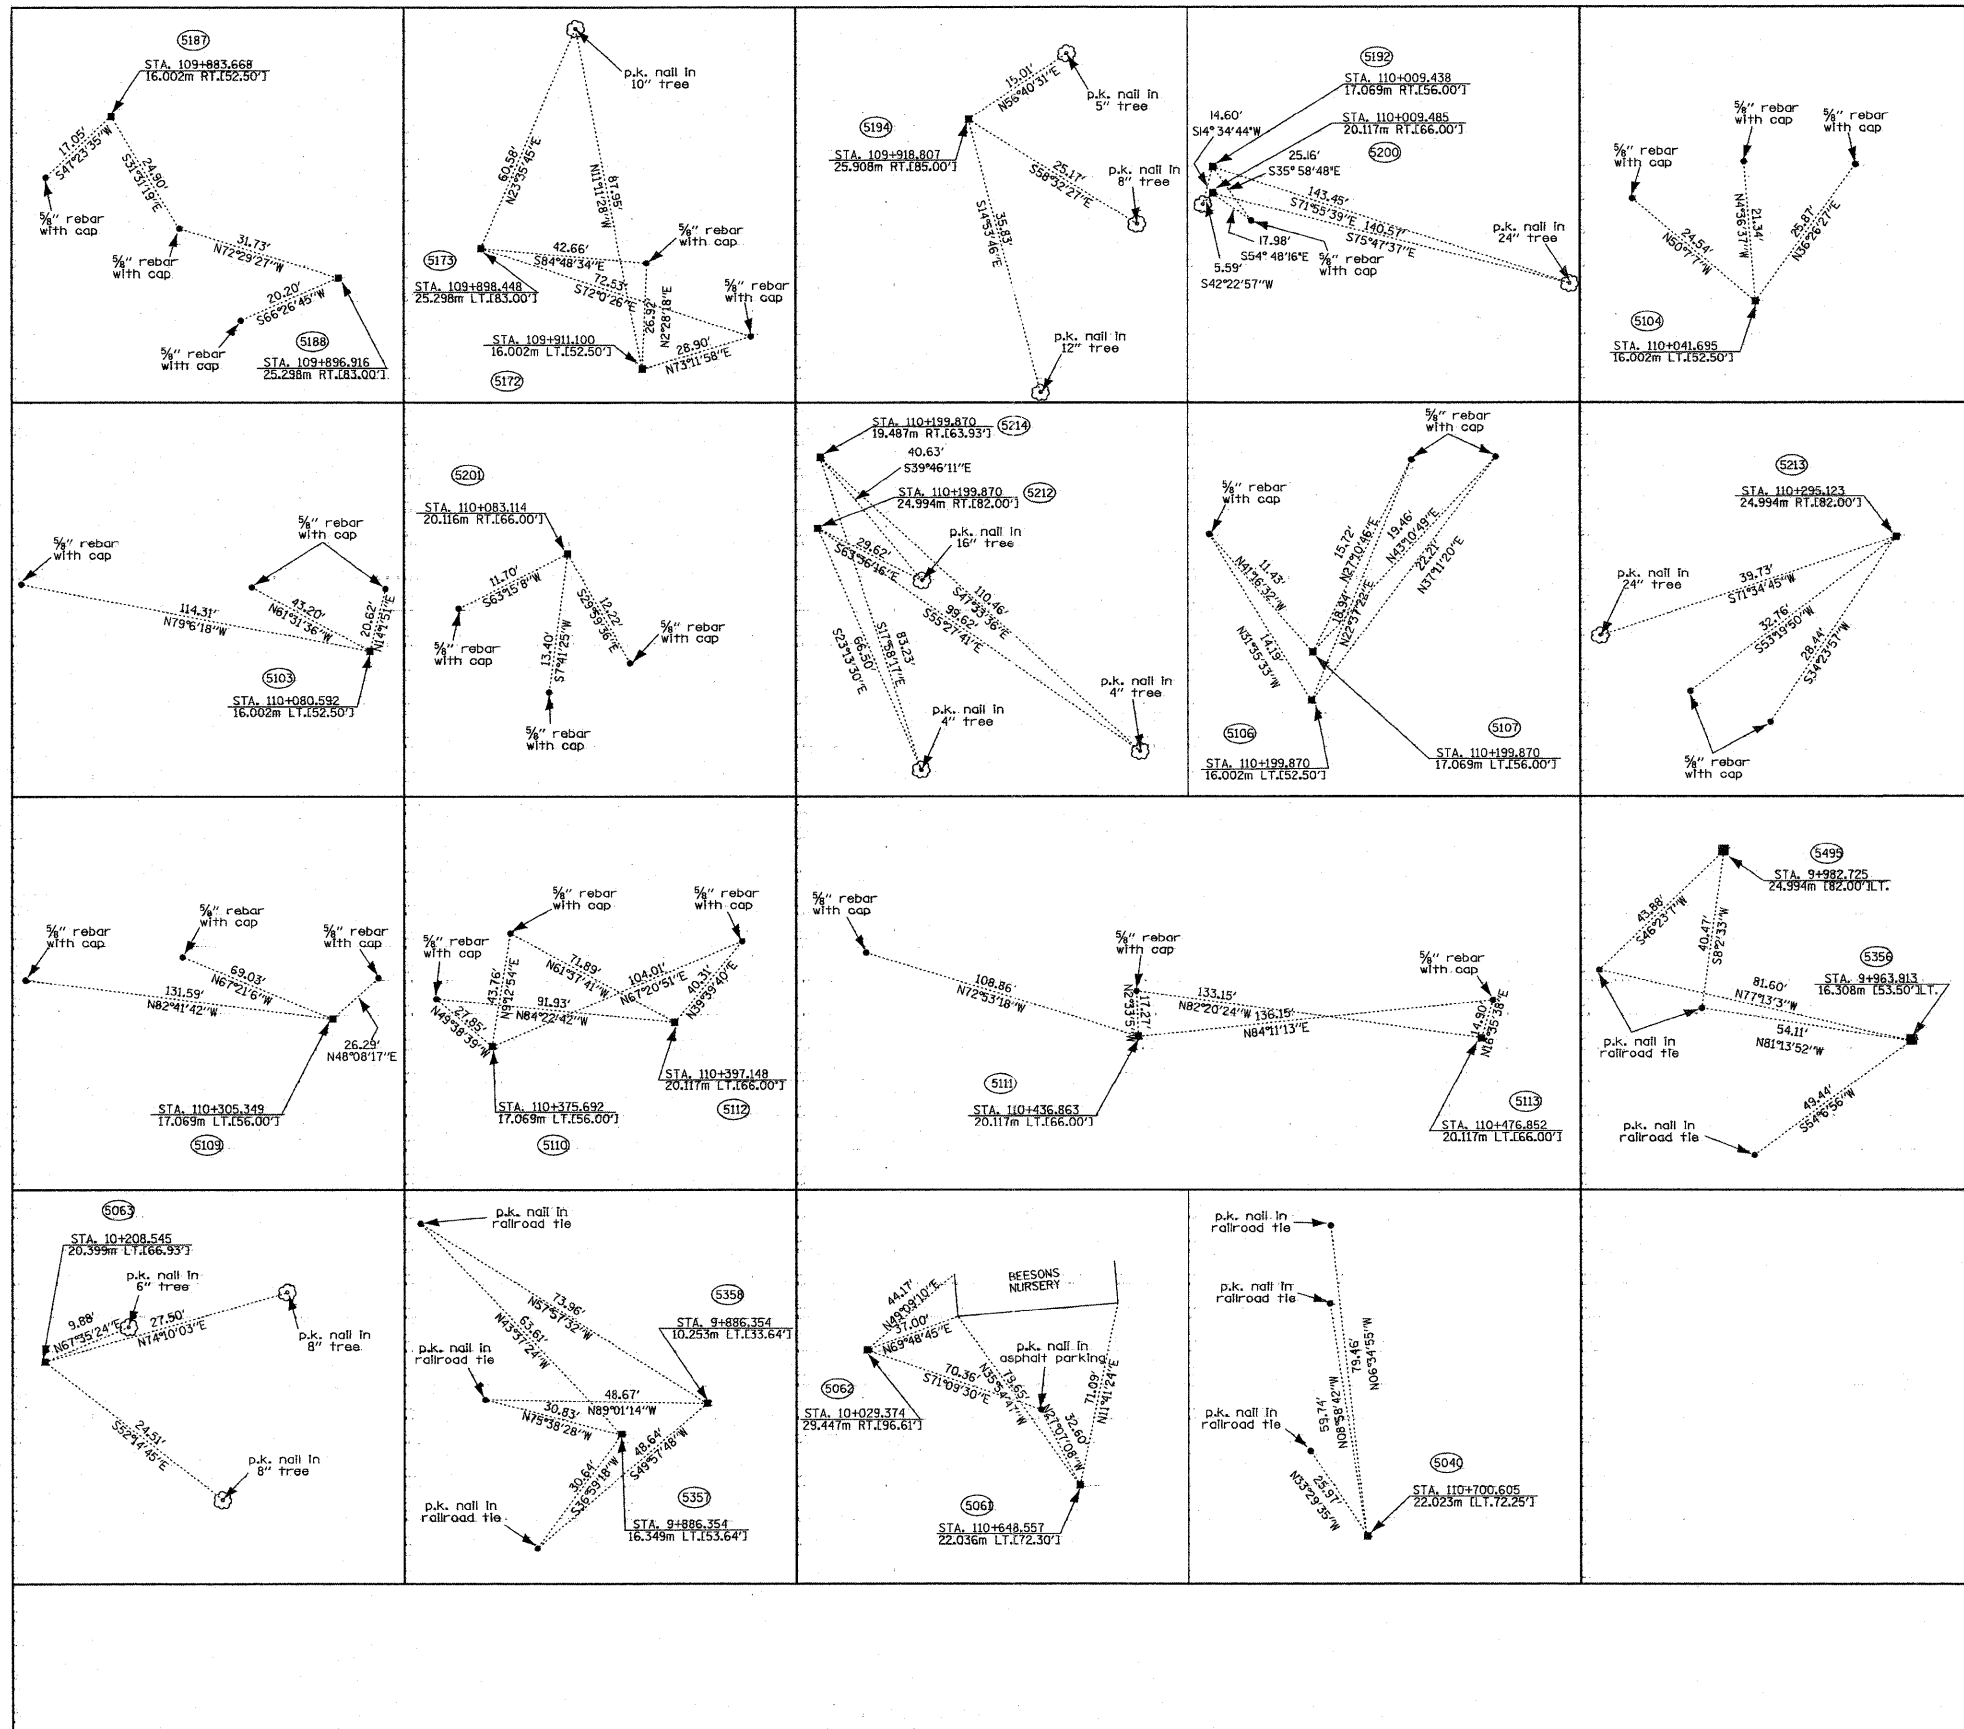 5187
STA. 109+883.668
16.002m RT.[52.50']
17.05'
S47°23'35"W
24.90'
S31°31'19"E
5/8" rebar
with cap
5/8" rebar
with cap
31.73'
N72°29'27"W
20.20'
S66°26'45"W
5/8" rebar
with cap
5188
STA. 109+896.916
25.298m RT.[83.00']
p.k. nail in
10" tree
60.58'
N23°35'45"E
87.95'
N11°11'28"W
5/8" rebar
with cap
42.66'
S84°48'34"E
5173
STA. 109+898.448
25.298m LT.[83.00']
72.53'
S72°0'26"E
26.92'
N2°28'18"E
5/8" rebar
with cap
STA. 109+911.100
16.002m LT.[52.50']
28.90'
N73°11'58"E
5172
15.01'
N56°40'31"E
p.k. nail in
5" tree
5194
STA. 109+918.807
25.908m RT.[85.00']
25.17'
S58°32'27"E
p.k. nail in
8" tree
35.83'
S14°53'46"E
p.k. nail in
12" tree
5192
STA. 110+009.438
17.069m RT.[56.00']
14.60'
S14°34'44"W
STA. 110+009.485
20.117m RT.[66.00']
5200
25.16'
S35°58'48"E
143.45'
S71°55'39"E
140.57'
S75°47'37"E
p.k. nail in
24" tree
17.98'
S54°48'16"E
5/8" rebar
with cap
5.59'
S42°22'57"W
5/8" rebar
with cap
5/8" rebar
with cap
5/8" rebar
with cap
24.54'
N50°7'7"W
21.34'
N4°56'37"W
25.87'
N36°26'27"E
5104
STA. 110+041.695
16.002m LT.[52.50']
5/8" rebar
with cap
5/8" rebar
with cap
114.31'
N79°6'18"W
43.20'
N61°31'36"W
20.62'
N14°1'51"E
5103
STA. 110+080.592
16.002m LT.[52.50']
5201
STA. 110+083.114
20.116m RT.[66.00']
11.70'
S63°15'8"W
12.22'
S29°59'36"E
13.40'
S7°41'25"W
5/8" rebar
with cap
5/8" rebar
with cap
5/8" rebar
with cap
STA. 110+199.870
19.487m RT.[63.93']
5214
40.63'
S39°46'11"E
STA. 110+199.870
24.994m RT.[82.00']
5212
29.62'
S63°56'16"E
p.k. nail in
16" tree
110.46'
S47°33'36"E
99.62'
S55°27'41"E
83.23'
S17°58'17"E
66.50'
S23°13'30"E
p.k. nail in
4" tree
p.k. nail in
4" tree
5/8" rebar
with cap
5/8" rebar
with cap
11.43'
N41°16'32"W
15.72'
N27°10'46"E
19.46'
N43°10'49"E
22.21'
N37°11'20"E
18.94'
N22°37'22"E
14.19'
N31°35'33"W
5106
STA. 110+199.870
16.002m LT.[52.50']
5107
STA. 110+199.870
17.069m LT.[56.00']
5213
STA. 110+295.123
24.994m RT.[82.00']
p.k. nail in
24" tree
39.73'
S71°34'45"W
32.76'
S53°19'50"W
28.44'
S34°23'57"W
5/8" rebar
with cap
5/8" rebar
with cap
5/8" rebar
with cap
5/8" rebar
with cap
131.59'
N82°41'42"W
69.03'
N67°21'6"W
26.29'
N48°08'17"E
STA. 110+305.349
17.069m LT.[56.00']
5109
5/8" rebar
with cap
5/8" rebar
with cap
5/8" rebar
with cap
43.76'
N9°12'54"E
71.89'
N61°37'41"W
104.01'
N67°20'51"E
40.31'
N39°39'40"E
91.93'
N84°22'42"W
27.85'
N49°38'39"W
STA. 110+397.148
20.117m LT.[66.00']
5112
STA. 110+375.692
17.069m LT.[56.00']
5110
5/8" rebar
with cap
5/8" rebar
with cap
5/8" rebar
with cap
108.86'
N72°53'18"W
17.27'
N2°33'5"W
133.15'
N82°20'24"W
136.15'
N84°11'13"E
14.90'
N16°35'38"E
5111
STA. 110+436.863
20.117m LT.[66.00']
5113
STA. 110+476.852
20.117m LT.[66.00']
5495
STA. 9+982.725
24.994m [82.00']LT.
43.88'
S46°23'7"W
40.47'
S8°2'33"W
5356
STA. 9+963.813
16.308m [53.50']LT.
81.60'
N77°13'3"W
54.11'
N81°13'52"W
p.k. nail in
railroad tie
49.44'
S54°6'56"W
p.k. nail in
railroad tie
5063
STA. 10+208.545
20.399m LT.[66.93']
p.k. nail in
6" tree
9.88'
N67°35'24"E
27.50'
N74°10'03"E
p.k. nail in
8" tree
24.51'
S52°14'45"E
p.k. nail in
8" tree
p.k. nail in
railroad tie
73.96'
N57°57'32"W
63.61'
N43°37'24"W
5358
STA. 9+886.354
10.253m LT.[33.64']
p.k. nail in
railroad tie
48.67'
N89°01'14"W
30.83'
N75°38'28"W
48.64'
S49°57'48"W
30.64'
S36°59'18"W
p.k. nail in
railroad tie
5357
STA. 9+886.354
16.349m LT.[53.64']
BEESONS
NURSERY
44.17'
N49°09'10"E
37.00'
N69°48'45"E
p.k. nail in
asphalt parking
70.36'
S71°09'30"E
79.65'
N35°54'47"W
71.09'
N11°41'24"E
32.60'
N27°07'08"W
5062
STA. 10+029.374
29.447m RT.[96.61']
5061
STA. 110+648.557
22.036m LT.[72.30']
p.k. nail in
railroad tie
p.k. nail in
railroad tie
p.k. nail in
railroad tie
79.46'
N06°34'55"W
59.74'
N08°58'42"W
25.97'
N33°29'35"W
5040
STA. 110+700.605
22.023m [LT.72.25']